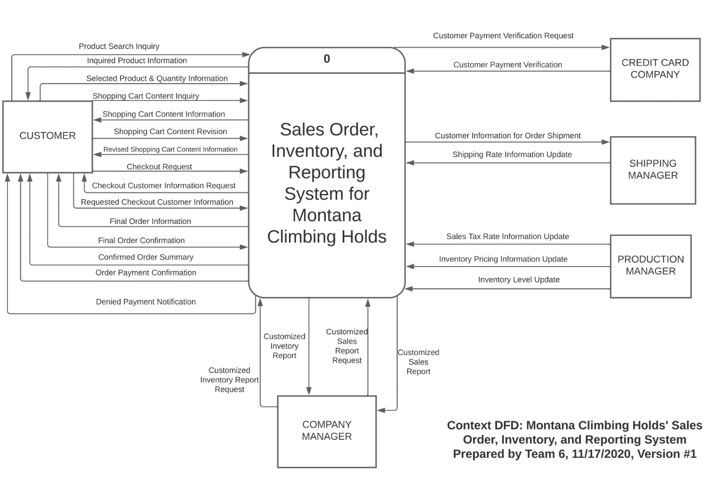 Product Search Inquiry
Inquired Product Information
Selected Product & Quantity Information
Shopping Cart Content Inquiry
Shopping Cart Content Information
Shopping Cart Content Revision
Revised Shopping Cart Content Information
Checkout Request
Checkout Customer Information Request
Requested Checkout Customer Information
Final Order Information
Final Order Confirmation
Confirmed Order Summary
Order Payment Confirmation
Denied Payment Notification
CUSTOMER
0
Sales Order,
Inventory, and
Reporting
System for
Montana
Climbing Holds
Customer Payment Verification Request
Customer Payment Verification
CREDIT CARD
COMPANY
Customer Information for Order Shipment
Shipping Rate Information Update
SHIPPING
MANAGER
Sales Tax Rate Information Update
Inventory Pricing Information Update
Inventory Level Update
PRODUCTION
MANAGER
Customized
Inventory Report
Request
Customized
Invetory
Report
Customized
Sales
Report
Request
Customized
Sales
Report
COMPANY
MANAGER
Context DFD: Montana Climbing Holds' Sales
Order, Inventory, and Reporting System
Prepared by Team 6, 11/17/2020, Version #1